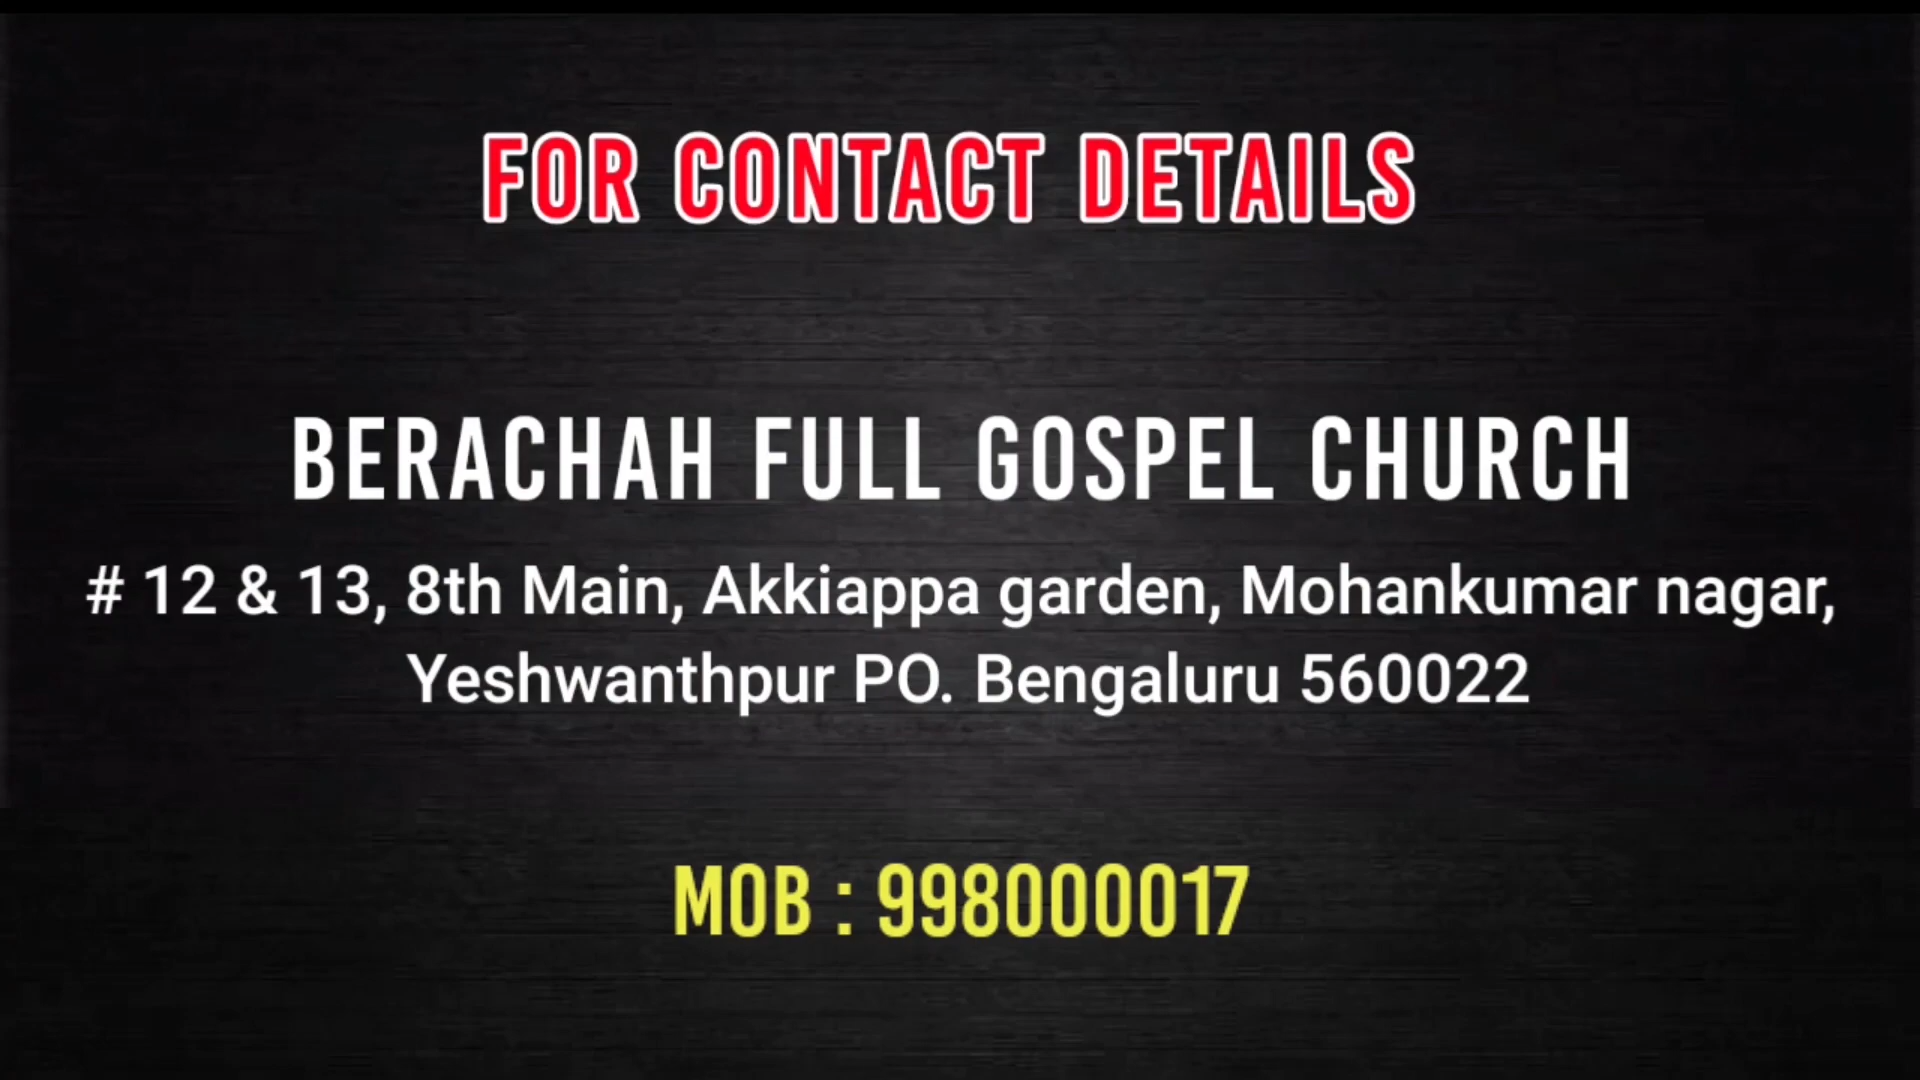 FOR CONTACT DETAILS
BERACHAH FULL GOSPEL CHURCH
# 12 & 13, 8th Main, Akkiappa garden, Mohankumar nagar,
Yeshwanthpur PO. Bengaluru 560022
MOB : 998000017